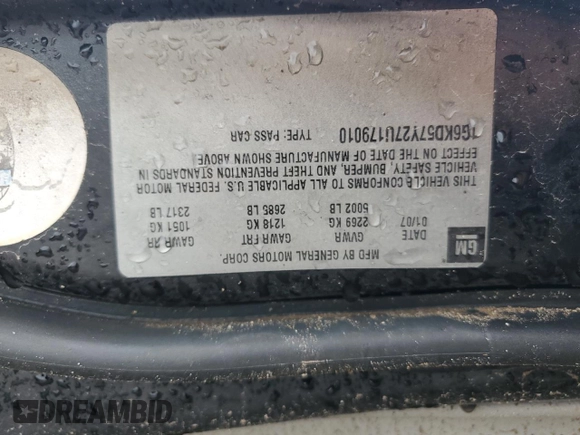 GM
MFD BY GENERAL MOTORS CORP.
DATE GVWR GAWR FRT GAWR RR
01/07 2269 KG 1218 KG 1051 KG
5002 LB 2685 LB 2317 LB
THIS VEHICLE CONFORMS TO ALL APPLICABLE U.S. FEDERAL MOTOR
VEHICLE SAFETY, BUMPER, AND THEFT PREVENTION STANDARDS IN
EFFECT ON THE DATE OF MANUFACTURE SHOWN ABOVE
1G6KD57Y27U179010 TYPE: PASS CAR
DREAMBID